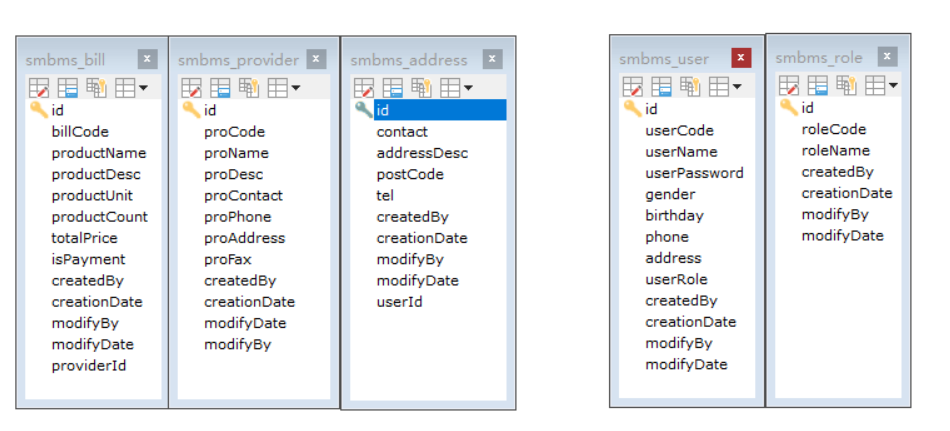 smbms_bill
id
billCode
productName
productDesc
productUnit
productCount
totalPrice
isPayment
createdBy
creationDate
modifyBy
modifyDate
providerId
smbms_provider
id
proCode
proName
proDesc
proContact
proPhone
proAddress
proFax
createdBy
creationDate
modifyDate
modifyBy
smbms_address
id
contact
addressDesc
postCode
tel
createdBy
creationDate
modifyBy
modifyDate
userId
smbms_user
id
userCode
userName
userPassword
gender
birthday
phone
address
userRole
createdBy
creationDate
modifyBy
modifyDate
smbms_role
id
roleCode
roleName
createdBy
creationDate
modifyBy
modifyDate